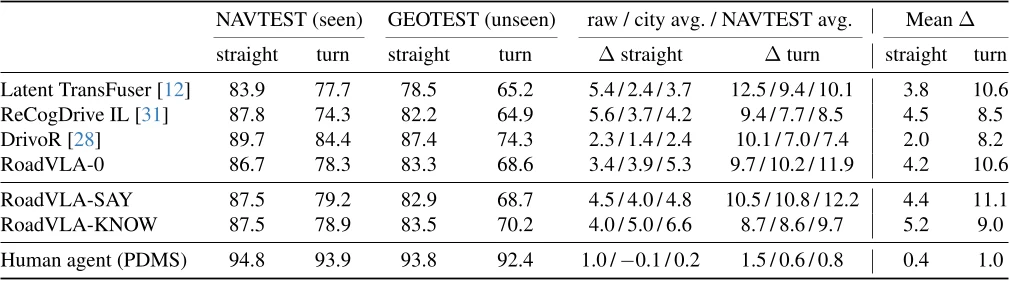 NAVTEST (seen) GEOTEST (unseen) raw / city avg. / NAVTEST avg. Mean Δ
straight turn straight turn Δ straight Δ turn straight turn
Latent TransFuser [12] 83.9 77.7 78.5 65.2 5.4 / 2.4 / 3.7 12.5 / 9.4 / 10.1 3.8 10.6
ReCogDrive IL [31] 87.8 74.3 82.2 64.9 5.6 / 3.7 / 4.2 9.4 / 7.7 / 8.5 4.5 8.5
DrivoR [28] 89.7 84.4 87.4 74.3 2.3 / 1.4 / 2.4 10.1 / 7.0 / 7.4 2.0 8.2
RoadVLA-0 86.7 78.3 83.3 68.6 3.4 / 3.9 / 5.3 9.7 / 10.2 / 11.9 4.2 10.6
RoadVLA-SAY 87.5 79.2 82.9 68.7 4.5 / 4.0 / 4.8 10.5 / 10.8 / 12.2 4.4 11.1
RoadVLA-KNOW 87.5 78.9 83.5 70.2 4.0 / 5.0 / 6.6 8.7 / 8.6 / 9.7 5.2 9.0
Human agent (PDMS) 94.8 93.9 93.8 92.4 1.0 / −0.1 / 0.2 1.5 / 0.6 / 0.8 0.4 1.0